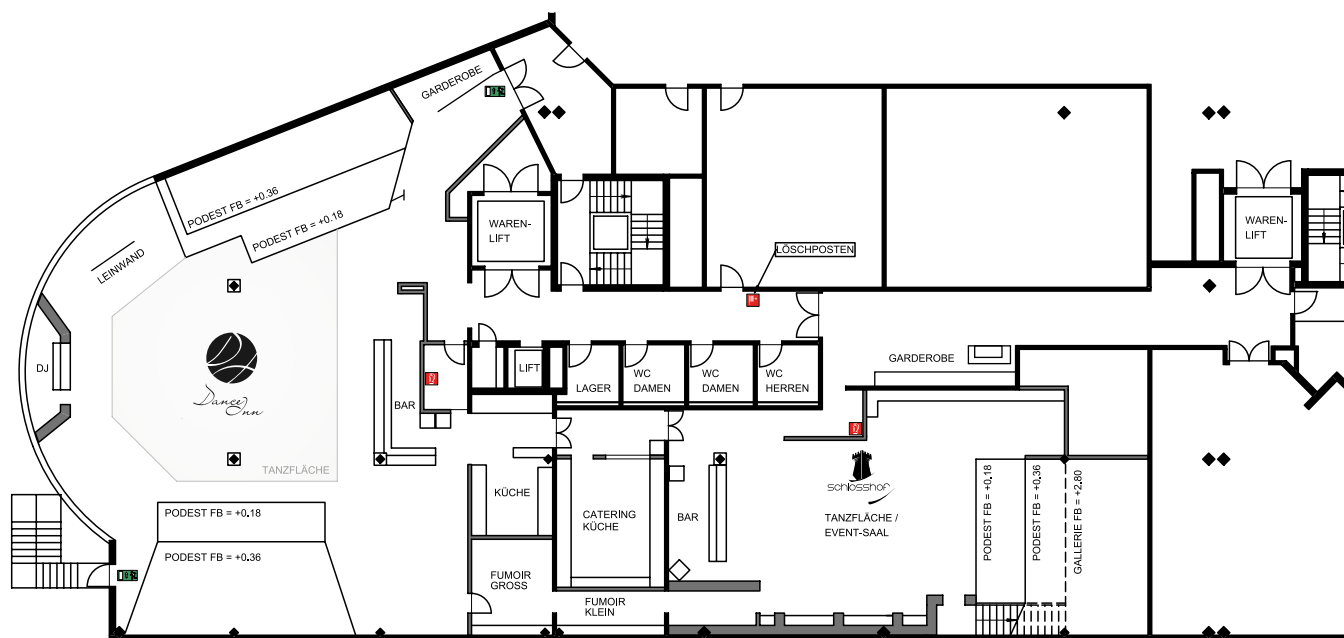 GARDEROBE
PODEST FB = +0.36
PODEST FB = +0.18
LEINWAND
WAREN-
LIFT
LÖSCHPOSTEN
WAREN-
LIFT
DJ
Dance
Inn
BAR
LIFT
LAGER
WC
DAMEN
WC
DAMEN
WC
HERREN
GARDEROBE
TANZFLÄCHE
KÜCHE
CATERING
KÜCHE
BAR
schlosshof
TANZFLÄCHE /
EVENT-SAAL
PODEST FB = +0.18
PODEST FB = +0.36
GALLERIE FB = +2.80
PODEST FB = +0.18
PODEST FB = +0.36
FUMOIR
GROSS
FUMOIR
KLEIN